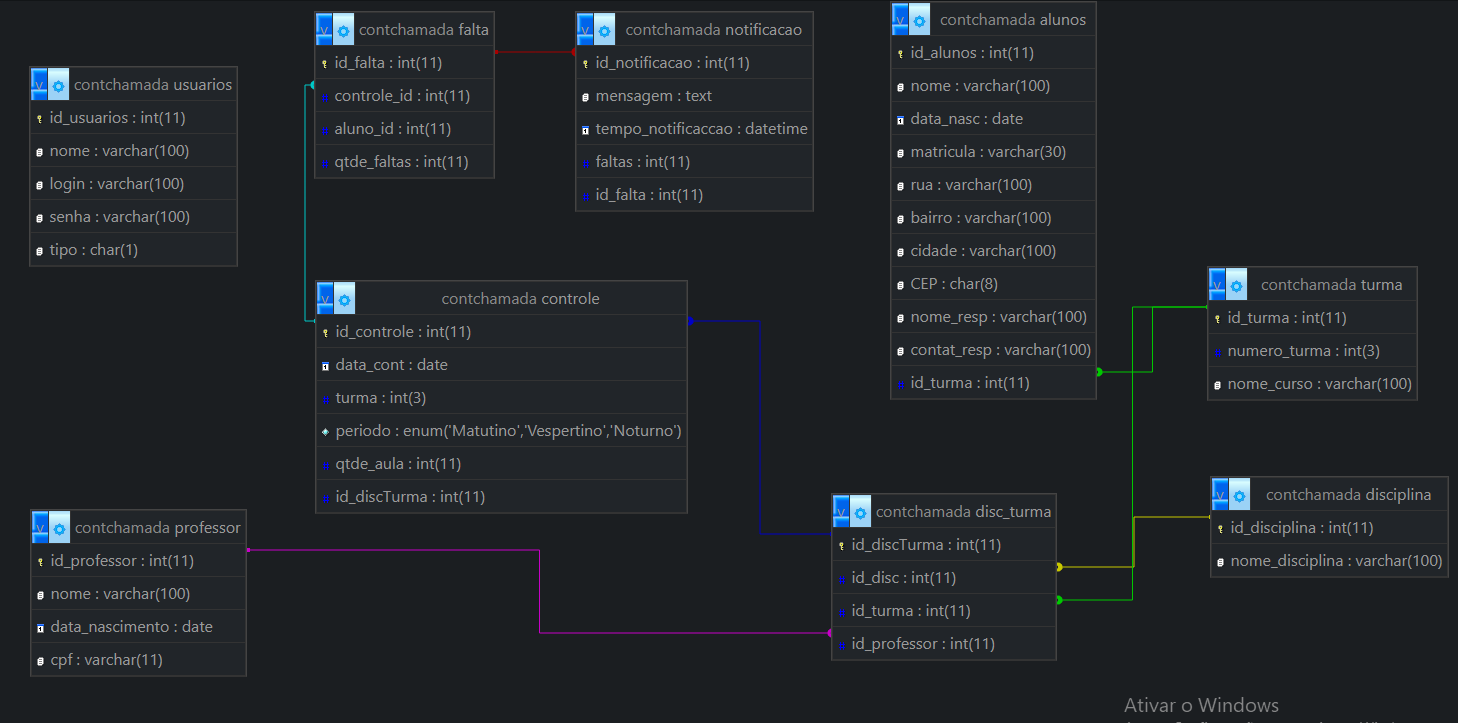 contchamada usuarios
id_usuarios : int(11)
nome : varchar(100)
login : varchar(100)
senha : varchar(100)
tipo : char(1)
contchamada falta
id_falta : int(11)
controle_id : int(11)
aluno_id : int(11)
qtde_faltas : int(11)
contchamada notificacao
id_notificacao : int(11)
mensagem : text
tempo_notificaccao : datetime
faltas : int(11)
id_falta : int(11)
contchamada alunos
id_alunos : int(11)
nome : varchar(100)
data_nasc : date
matricula : varchar(30)
rua : varchar(100)
bairro : varchar(100)
cidade : varchar(100)
CEP : char(8)
nome_resp : varchar(100)
contat_resp : varchar(100)
id_turma : int(11)
contchamada turma
id_turma : int(11)
numero_turma : int(3)
nome_curso : varchar(100)
contchamada controle
id_controle : int(11)
data_cont : date
turma : int(3)
periodo : enum('Matutino','Vespertino','Noturno')
qtde_aula : int(11)
id_discTurma : int(11)
contchamada professor
id_professor : int(11)
nome : varchar(100)
data_nascimento : date
cpf : varchar(11)
contchamada disc_turma
id_discTurma : int(11)
id_disc : int(11)
id_turma : int(11)
id_professor : int(11)
contchamada disciplina
id_disciplina : int(11)
nome_disciplina : varchar(100)
Ativar o Windows